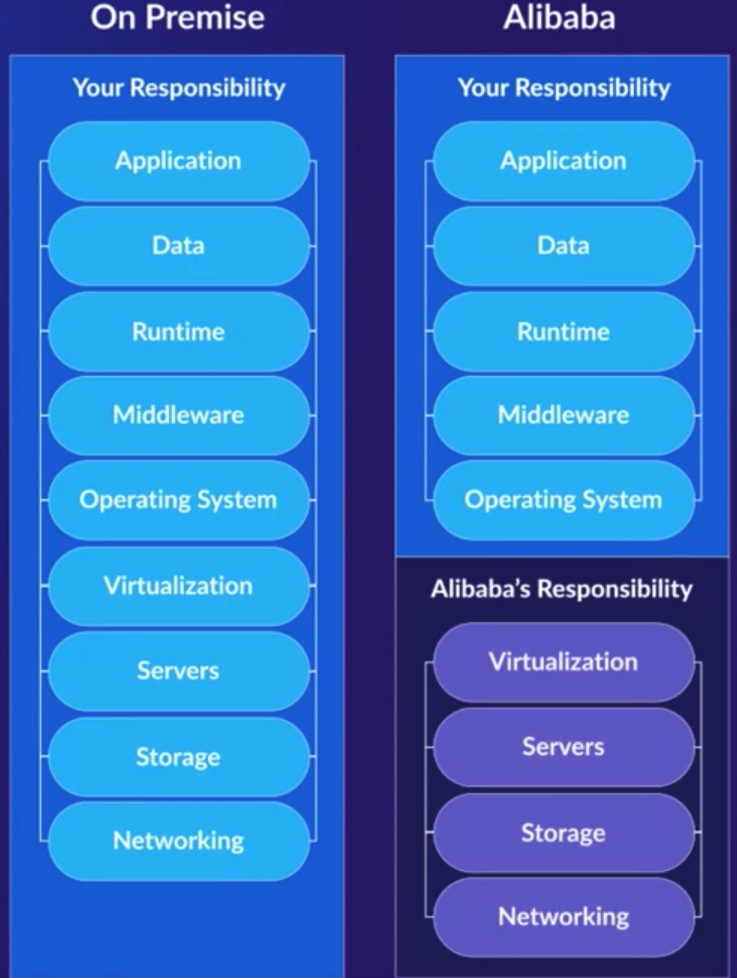 On Premise
Your Responsibility
Application
Data
Runtime
Middleware
Operating System
Virtualization
Servers
Storage
Networking
Alibaba
Your Responsibility
Application
Data
Runtime
Middleware
Operating System
Alibaba’s Responsibility
Virtualization
Servers
Storage
Networking